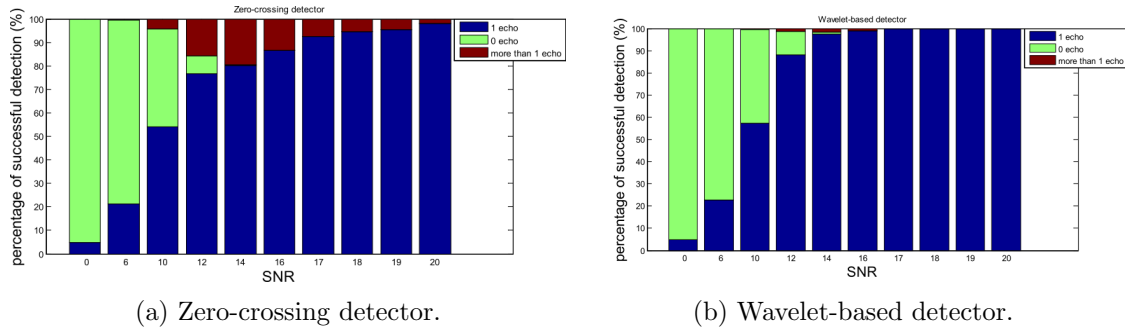 Zero-crossing detector
percentage of successful detection (%)
100
90
80
70
60
50
40
30
20
10
0
0 6 10 12 14 16 17 18 19 20
SNR
1 echo
0 echo
more than 1 echo
(a) Zero-crossing detector.
Wavelet-based detector
percentage of successful detection (%)
100
90
80
70
60
50
40
30
20
10
0
0 6 10 12 14 16 17 18 19 20
SNR
1 echo
0 echo
more than 1 echo
(b) Wavelet-based detector.